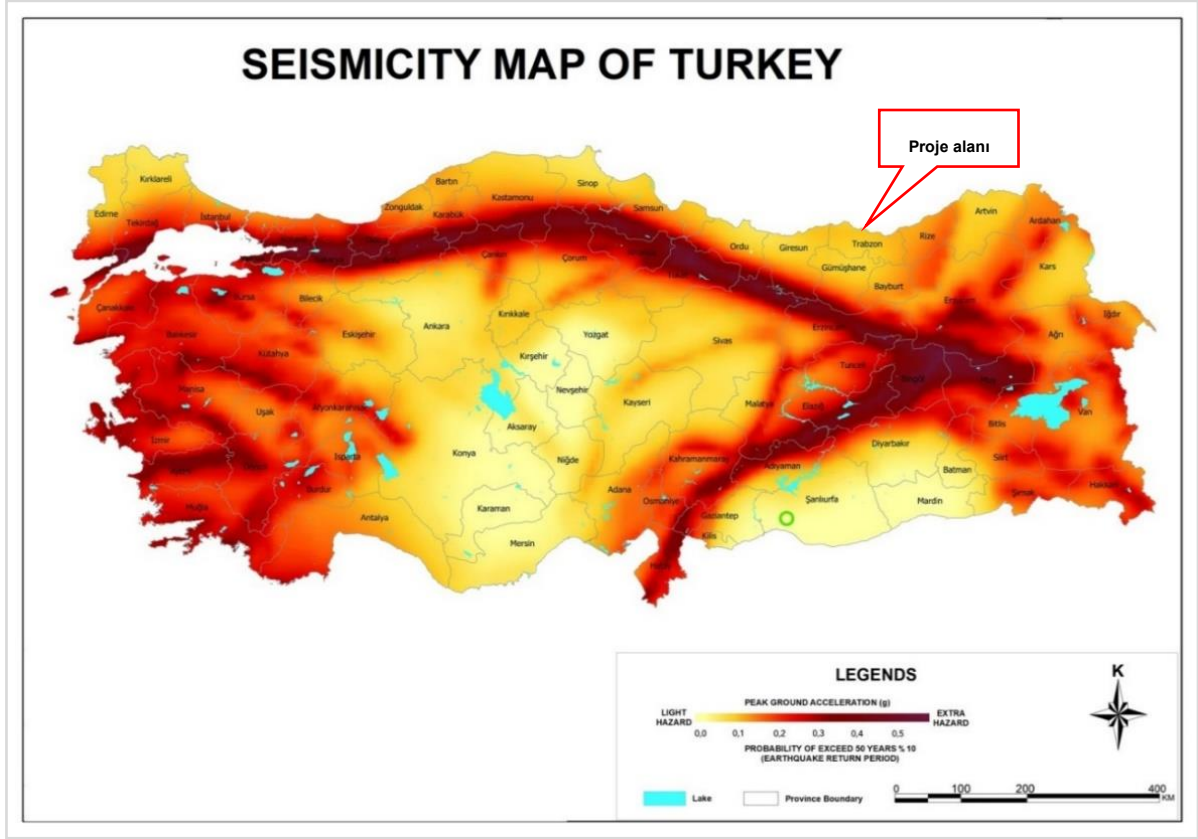 SEISMICITY MAP OF TURKEY
Proje alanı
Kırklareli
Edirne
Tekirdağ
İstanbul
Zonguldak
Bartın
Karabük
Kastamonu
Sinop
Samsun
Ordu
Giresun
Trabzon
Rize
Artvin
Ardahan
Kars
Gümüşhane
Bayburt
Erzurum
Iğdır
Ağrı
Çanakkale
Bursa
Bilecik
Eskişehir
Ankara
Çankırı
Çorum
Kırıkkale
Yozgat
Sivas
Erzincan
Tunceli
Bingöl
Muş
Balıkesir
Kütahya
Kırşehir
Nevşehir
Kayseri
Malatya
Elazığ
Van
Bitlis
Manisa
Uşak
Afyonkarahisar
Aksaray
Konya
Niğde
Kahramanmaraş
Adıyaman
Diyarbakır
Batman
Siirt
İzmir
Isparta
Burdur
Adana
Osmaniye
Gaziantep
Şanlıurfa
Mardin
Şırnak
Hakkari
Muğla
Antalya
Karaman
Mersin
Kilis
Hatay
LEGENDS
PEAK GROUND ACCELERATION (g)
LIGHT
HAZARD
EXTRA
HAZARD
0,0 0,1 0,2 0,3 0,4 0,5
PROBABILITY OF EXCEED 50 YEARS % 10
(EARTHQUAKE RETURN PERIOD)
Lake
Province Boundary
K
0 100 200 400
KM